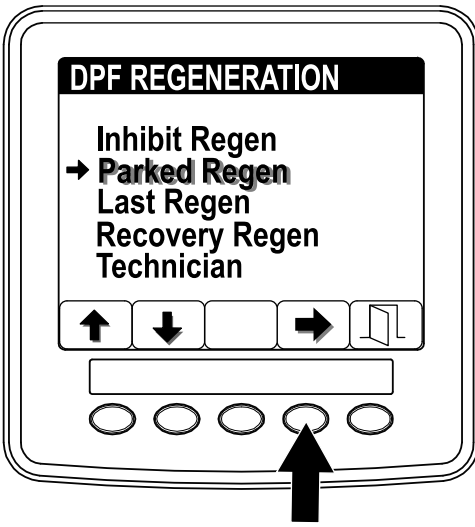 DPF REGENERATION
Inhibit Regen
Parked Regen
Last Regen
Recovery Regen
Technician